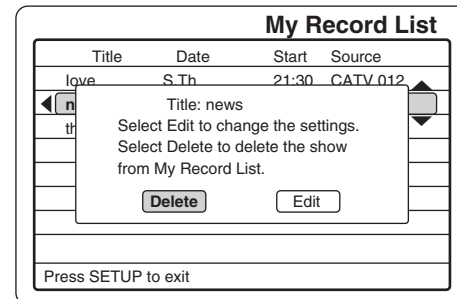 My Record List
Title Date Start Source
love S.Th 21:30 CATV 012
Title: news
Select Edit to change the settings.
Select Delete to delete the show
from My Record List.
Delete Edit
Press SETUP to exit